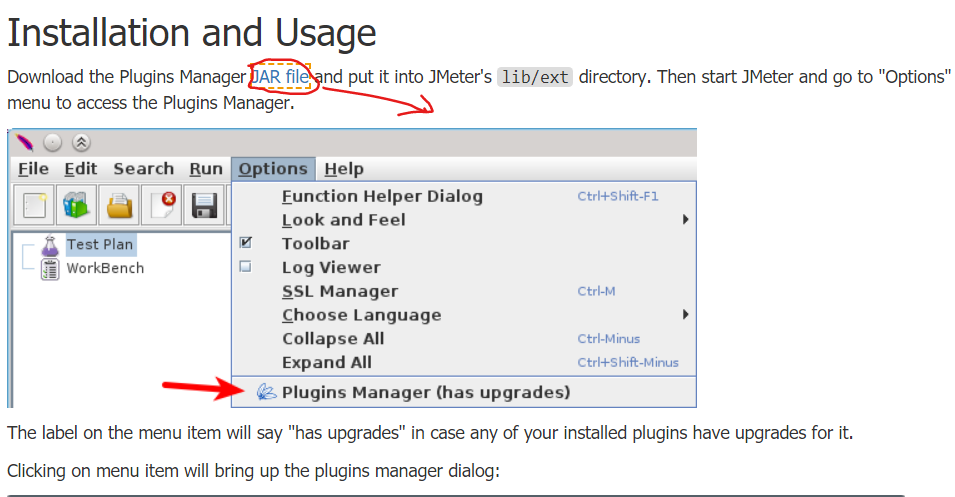 Installation and Usage
Download the Plugins Manager JAR file and put it into JMeter's lib/ext directory. Then start JMeter and go to "Options"
menu to access the Plugins Manager.
File Edit Search Run Options Help
Function Helper Dialog Ctrl+Shift-F1
Look and Feel
Toolbar
Test Plan
Log Viewer
WorkBench
SSL Manager Ctrl-M
Choose Language
Collapse All Ctrl-Minus
Expand All Ctrl+Shift-Minus
Plugins Manager (has upgrades)
The label on the menu item will say "has upgrades" in case any of your installed plugins have upgrades for it.
Clicking on menu item will bring up the plugins manager dialog: